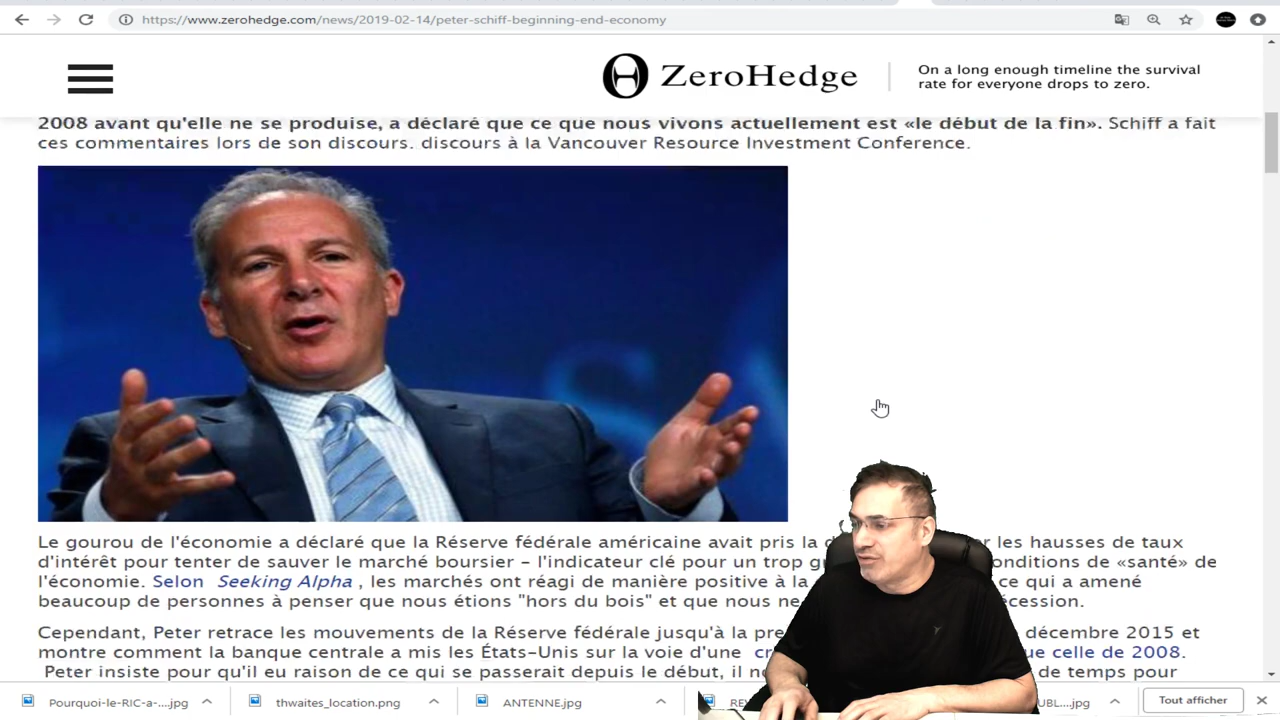 https://www.zerohedge.com/news/2019-02-14/peter-schiff-beginning-end-economy
ZeroHedge
On a long enough timeline the survival
rate for everyone drops to zero.
2008 avant qu'elle ne se produise, a déclaré que ce que nous vivons actuellement est «le début de la fin». Schiff a fait
ces commentaires lors de son discours. discours à la Vancouver Resource Investment Conference.
SA
Le gourou de l'économie a déclaré que la Réserve fédérale américaine avait pris la les hausses de taux
d'intérêt pour tenter de sauver le marché boursier – l'indicateur clé pour un trop de «santé» de
l'économie. Selon Seeking Alpha , les marchés ont réagi de manière positive à la ce qui a amené
beaucoup de personnes à penser que nous étions "hors du bois" et que nous
Cependant, Peter retrace les mouvements de la Réserve fédérale jusqu'à la décembre 2015 et
montre comment la banque centrale a mis les États-Unis sur la voie d'une celle de 2008.
Peter insiste pour qu'il eu raison de ce qui se passerait depuis le début, il de temps pour
Pourquoi-le-RIC-a-....jpg
thwaites_location.png
ANTENNE.jpg
Tout afficher